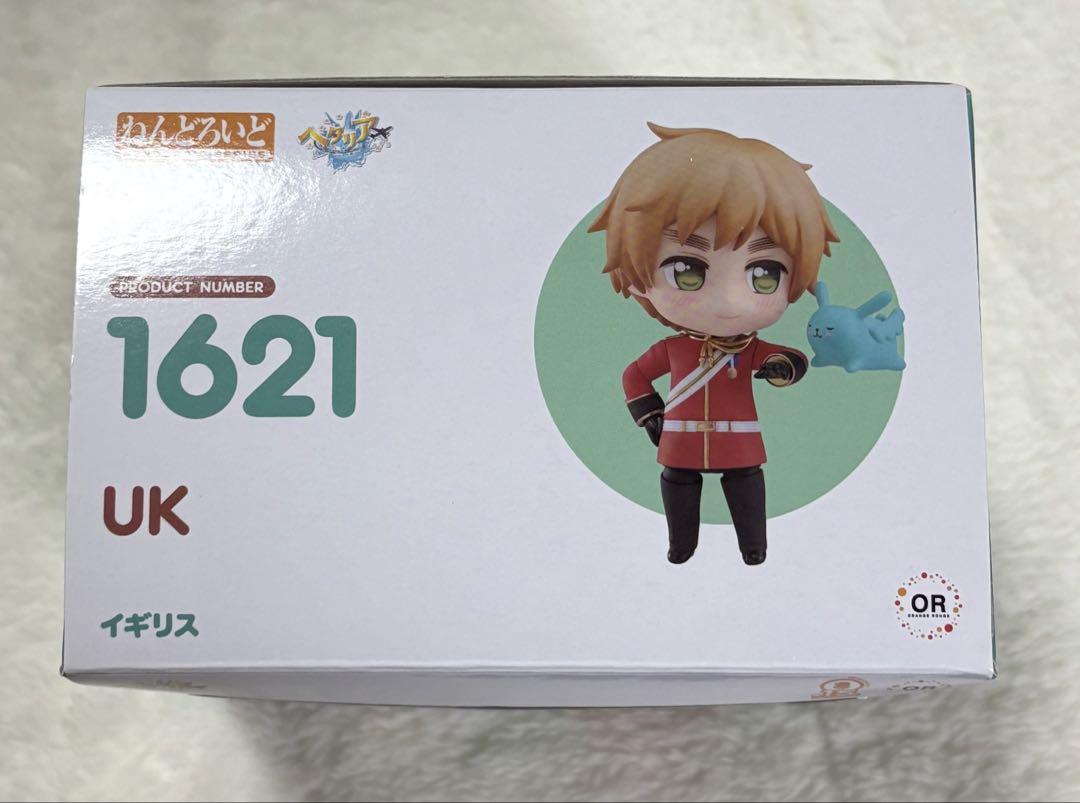 ねんどろいど
ヘタリア
PRODUCT NUMBER
1621
UK
イギリス
OR
ORANGE ROUGE
OR